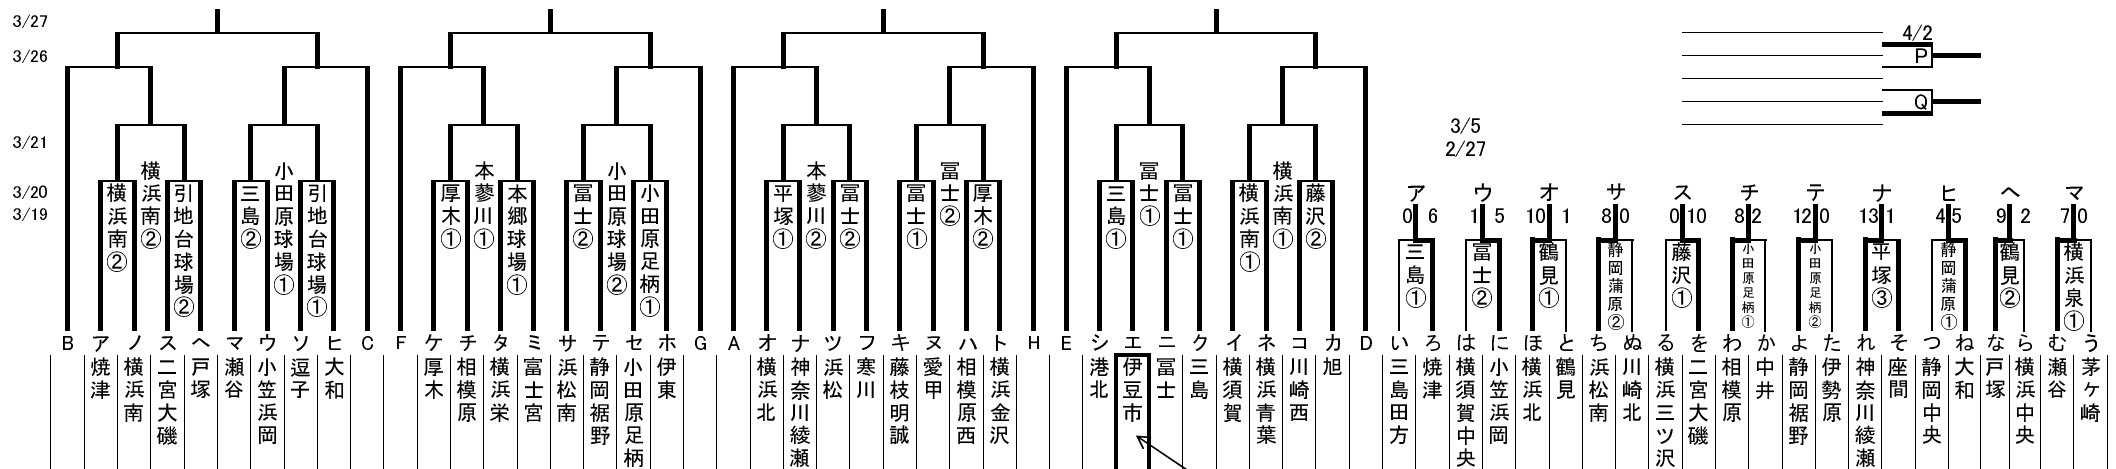 3/27
3/26
3/21
3/20
3/19
4/2
P
Q
3/5
2/27
横浜南②
横浜南②
引地台球場②
三島②
小田原球場①
引地台球場①
厚木①
本蓼川①
本郷球場①
冨士②
小田原球場②
小田原足柄①
平塚①
本蓼川②
冨士②
冨士①
冨士②
厚木②
三島①
冨士①
冨士①
横浜南①
横浜南①
藤沢②
ア ウ オ サ ス チ テ ナ ヒ ヘ マ
0 6 1 5 10 1 8 0 0 10 8 2 12 0 13 1 4 5 9 2 7 0
三島①
冨士②
鶴見①
静岡蒲原②
藤沢①
小田原足柄①
小田原足柄②
平塚③
静岡蒲原①
鶴見②
横浜泉①
B
ア焼津
ノ横浜南
ス二宮大磯
ヘ戸塚
マ瀬谷
ウ小笠浜岡
ソ逗子
ヒ大和
C
F
ケ厚木
チ相模原
タ横浜栄
ミ富士宮
サ浜松南
テ静岡裾野
セ小田原足柄
ホ伊東
G
A
オ横浜北
ナ神奈川綾瀬
ツ浜松
フ寒川
キ藤枝明誠
ヌ愛甲
ハ相模原西
ト横浜金沢
H
E
シ港北
エ伊豆市
ニ冨士
ク三島
イ横須賀
ネ横浜青葉
コ川崎西
カ旭
D
い三島田方
ろ焼津
は横須賀中央
に小笠浜岡
ほ横浜北
と鶴見
ち浜松南
ぬ川崎北
る横浜三ツ沢
を二宮大磯
わ相模原
か中井
よ静岡裾野
た伊勢原
れ神奈川綾瀬
そ座間
つ静岡中央
ね大和
な戸塚
ら横浜中央
む瀬谷
う茅ヶ崎